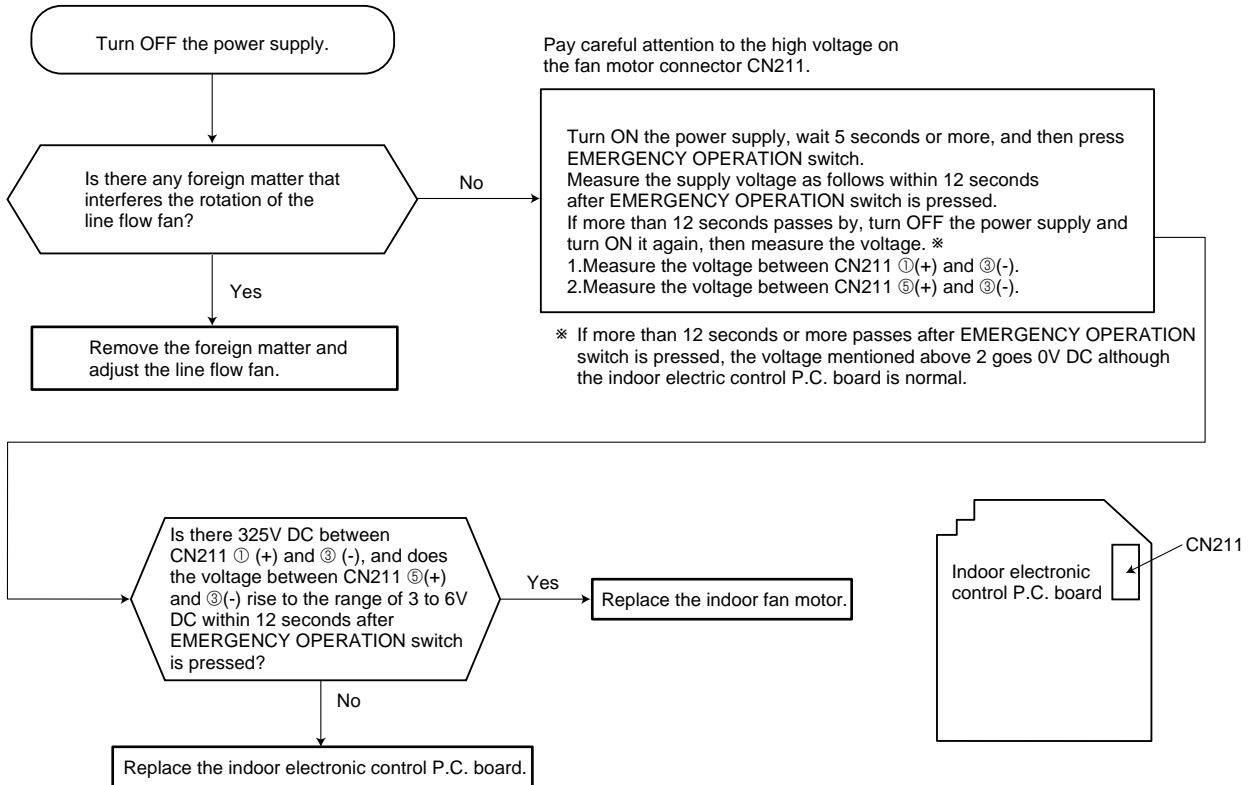 Turn OFF the power supply.
Pay careful attention to the high voltage on
the fan motor connector CN211.
Is there any foreign matter that
interferes the rotation of the
line flow fan?
No
Turn ON the power supply, wait 5 seconds or more, and then press
EMERGENCY OPERATION switch.
Measure the supply voltage as follows within 12 seconds
after EMERGENCY OPERATION switch is pressed.
If more than 12 seconds passes by, turn OFF the power supply and
turn ON it again, then measure the voltage. ※
1.Measure the voltage between CN211 ①(+) and ③(-).
2.Measure the voltage between CN211 ⑤(+) and ③(-).
Yes
Remove the foreign matter and
adjust the line flow fan.
※ If more than 12 seconds or more passes after EMERGENCY OPERATION
switch is pressed, the voltage mentioned above 2 goes 0V DC although
the indoor electric control P.C. board is normal.
Is there 325V DC between
CN211 ① (+) and ③ (-), and does
the voltage between CN211 ⑤(+)
and ③(-) rise to the range of 3 to 6V
DC within 12 seconds after
EMERGENCY OPERATION switch
is pressed?
Yes
Replace the indoor fan motor.
No
Replace the indoor electronic control P.C. board.
CN211
Indoor electronic
control P.C. board